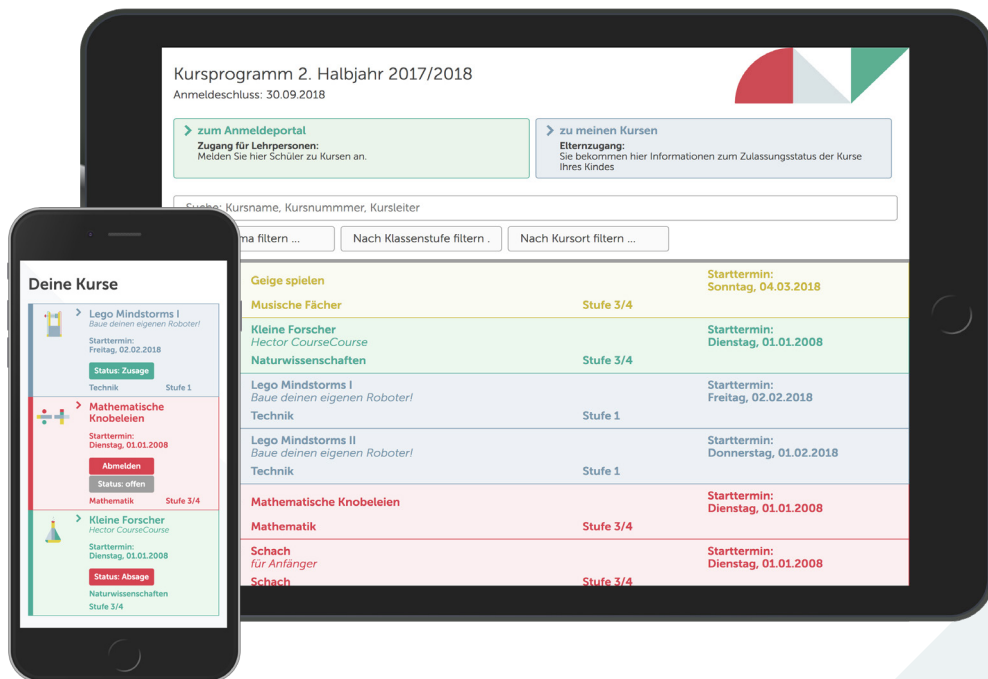 Kursprogramm 2. Halbjahr 2017/2018
Anmeldeschluss: 30.09.2018
zum Anmeldeportal
Zugang für Lehrpersonen:
Melden Sie hier Schüler zu Kursen an.
zu meinen Kursen
Elternzugang:
Sie bekommen hier Informationen zum Zulassungsstatus der Kurse
Ihres Kindes
Suche: Kursname, Kursnummmer, Kursleiter
filtern ...
Nach Klassenstufe filtern .
Nach Kursort filtern ...
Geige spielen
Starttermin:
Sonntag, 04.03.2018
Musische Fächer
Stufe 3/4
Kleine Forscher
Hector CourseCourse
Starttermin:
Dienstag, 01.01.2008
Naturwissenschaften
Stufe 3/4
Lego Mindstorms I
Baue deinen eigenen Roboter!
Starttermin:
Freitag, 02.02.2018
Technik
Stufe 1
Lego Mindstorms II
Baue deinen eigenen Roboter!
Starttermin:
Donnerstag, 01.02.2018
Technik
Stufe 1
Mathematische Knobeleien
Starttermin:
Dienstag, 01.01.2008
Mathematik
Stufe 3/4
Schach
für Anfänger
Starttermin:
Dienstag, 01.01.2008
Schach
Stufe 3/4
Deine Kurse
Lego Mindstorms I
Baue deinen eigenen Roboter!
Starttermin:
Freitag, 02.02.2018
Status: Zusage
Technik
Stufe 1
Mathematische
Knobeleien
Starttermin:
Dienstag, 01.01.2008
Abmelden
Status: offen
Mathematik
Stufe 3/4
Kleine Forscher
Hector CourseCourse
Starttermin:
Dienstag, 01.01.2008
Status: Absage
Naturwissenschaften
Stufe 3/4